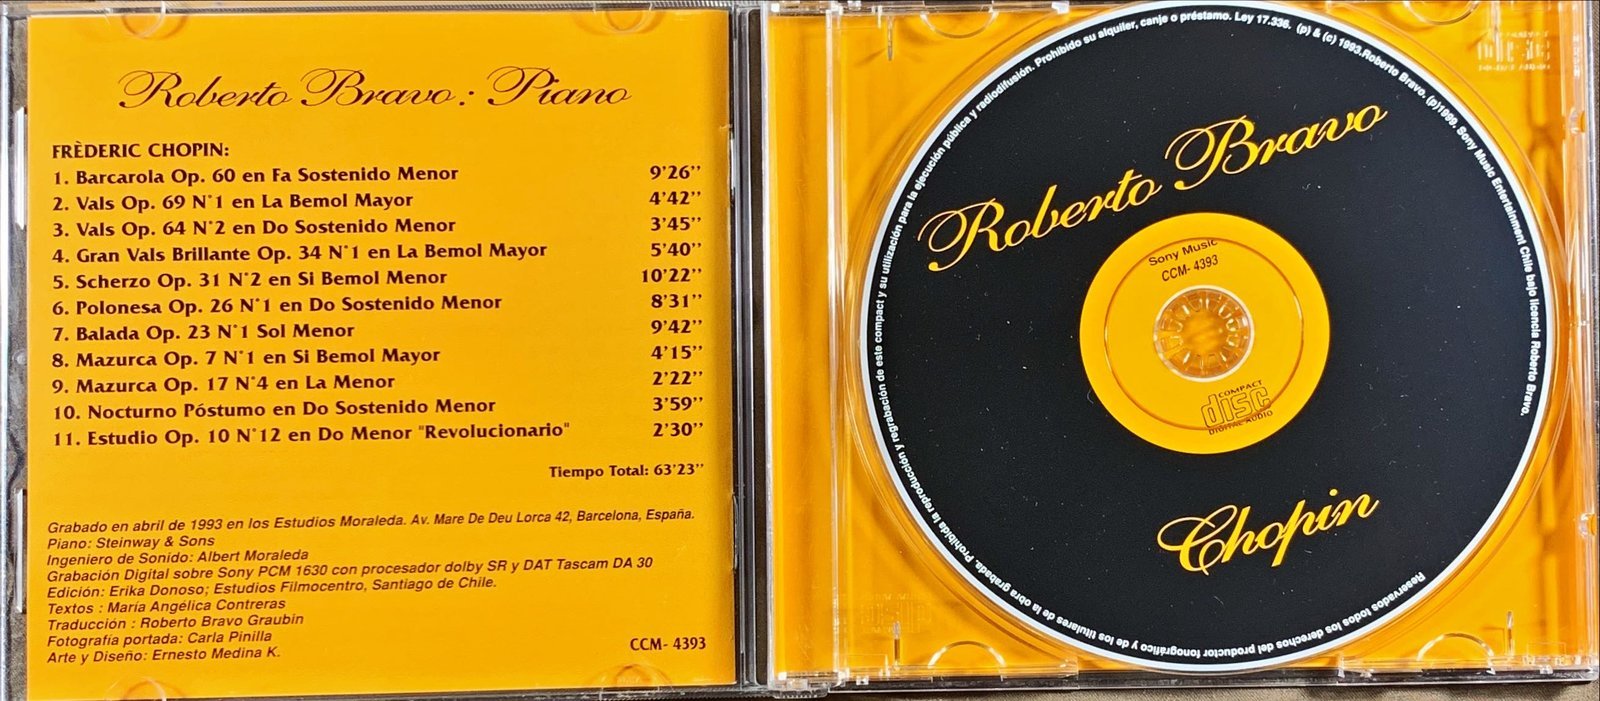 Roberto Bravo: Piano
FRÈDERIC CHOPIN:
1. Barcarola Op. 60 en Fa Sostenido Menor 9'26''
2. Vals Op. 69 N°1 en La Bemol Mayor 4'42''
3. Vals Op. 64 N°2 en Do Sostenido Menor 3'45''
4. Gran Vals Brillante Op. 34 N°1 en La Bemol Mayor 5'40''
5. Scherzo Op. 31 N°2 en Si Bemol Menor 10'22''
6. Polonesa Op. 26 N°1 en Do Sostenido Menor 8'31''
7. Balada Op. 23 N°1 Sol Menor 9'42''
8. Mazurca Op. 7 N°1 en Si Bemol Mayor 4'15''
9. Mazurca Op. 17 N°4 en La Menor 2'22''
10. Nocturno Póstumo en Do Sostenido Menor 3'59''
11. Estudio Op. 10 N°12 en Do Menor "Revolucionario" 2'30''
Tiempo Total: 63'23''
Grabado en abril de 1993 en los Estudios Moraleda. Av. Mare De Deu Lorca 42, Barcelona, España.
Piano: Steinway & Sons
Ingeniero de Sonido: Albert Moraleda
Grabación Digital sobre Sony PCM 1630 con procesador dolby SR y DAT Tascam DA 30
Edición: Erika Donoso; Estudios Filmocentro, Santiago de Chile.
Textos : María Angélica Contreras
Traducción : Roberto Bravo Graubin
Fotografía portada: Carla Pinilla
Arte y Diseño: Ernesto Medina K.
CCM- 4393
Reservados todos los derechos del productor fonográfico y de los titulares de la obra grabada. Prohibida la reproducción y regrabación de este compact y su utilización para la ejecución pública y radiodifusión. Prohibido su alquiler, canje o préstamo. Ley 17.336. (p) & (c) 1993.Roberto Bravo. (p)1999. Sony Music Entertainment Chile bajo licencia Roberto Bravo.
Roberto Bravo
Sony Music
CCM- 4393
COMPACT
disc
DIGITAL AUDIO
Chopin